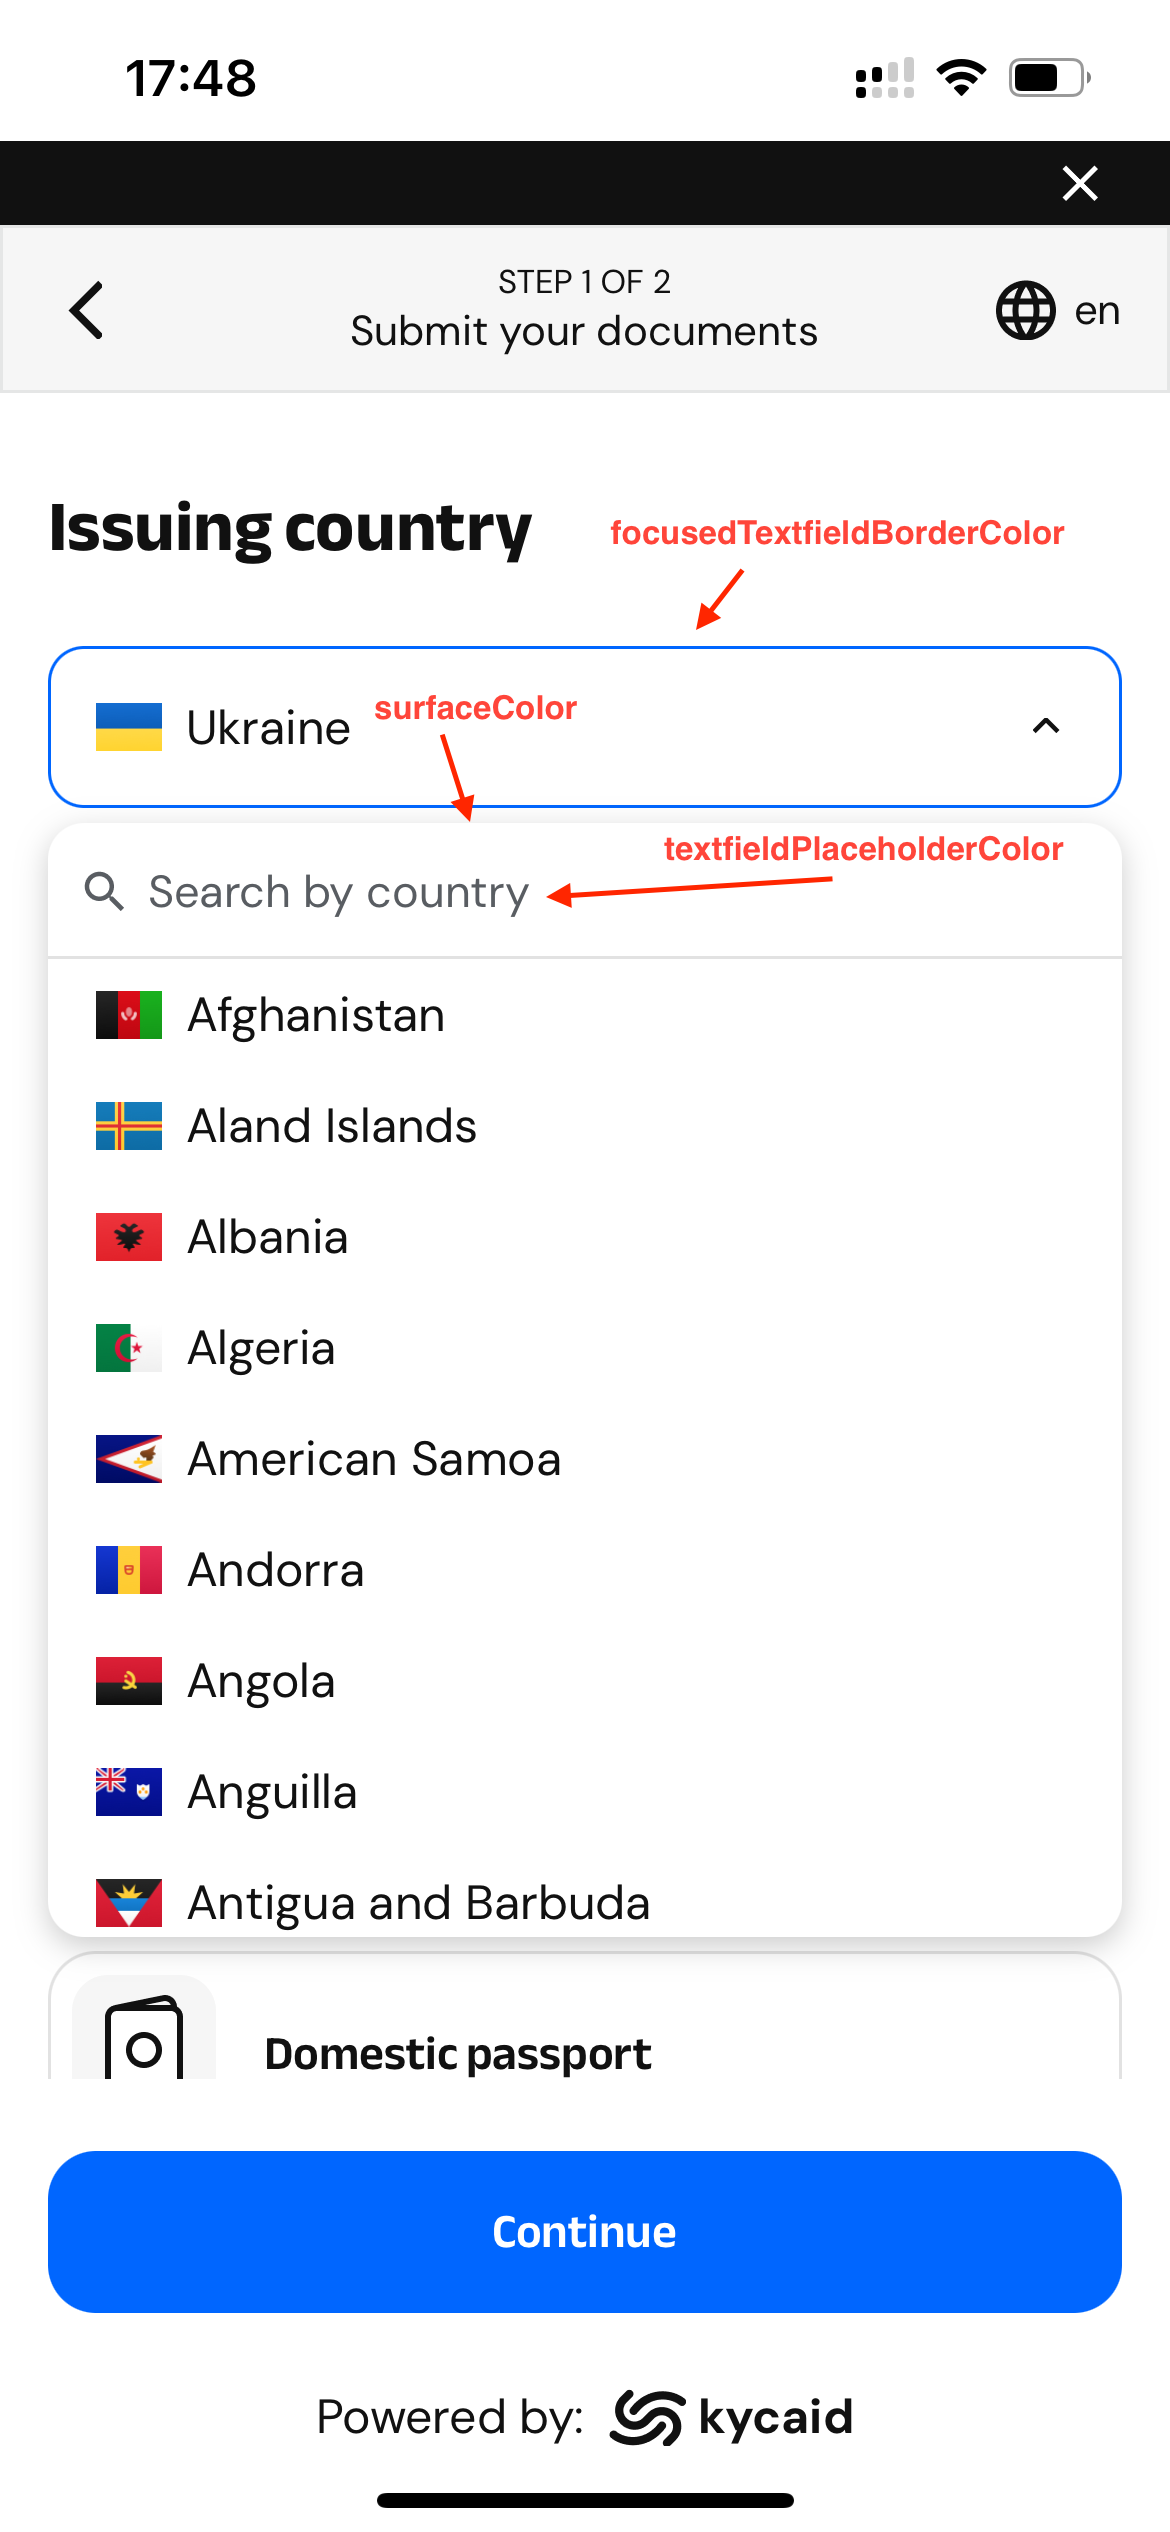 17:48
STEP 1 OF 2
Submit your documents
en
Issuing country
focusedTextfieldBorderColor
Ukraine
surfaceColor
textfieldPlaceholderColor
Search by country
Afghanistan
Aland Islands
Albania
Algeria
American Samoa
Andorra
Angola
Anguilla
Antigua and Barbuda
Domestic passport
Continue
Powered by: kycaid